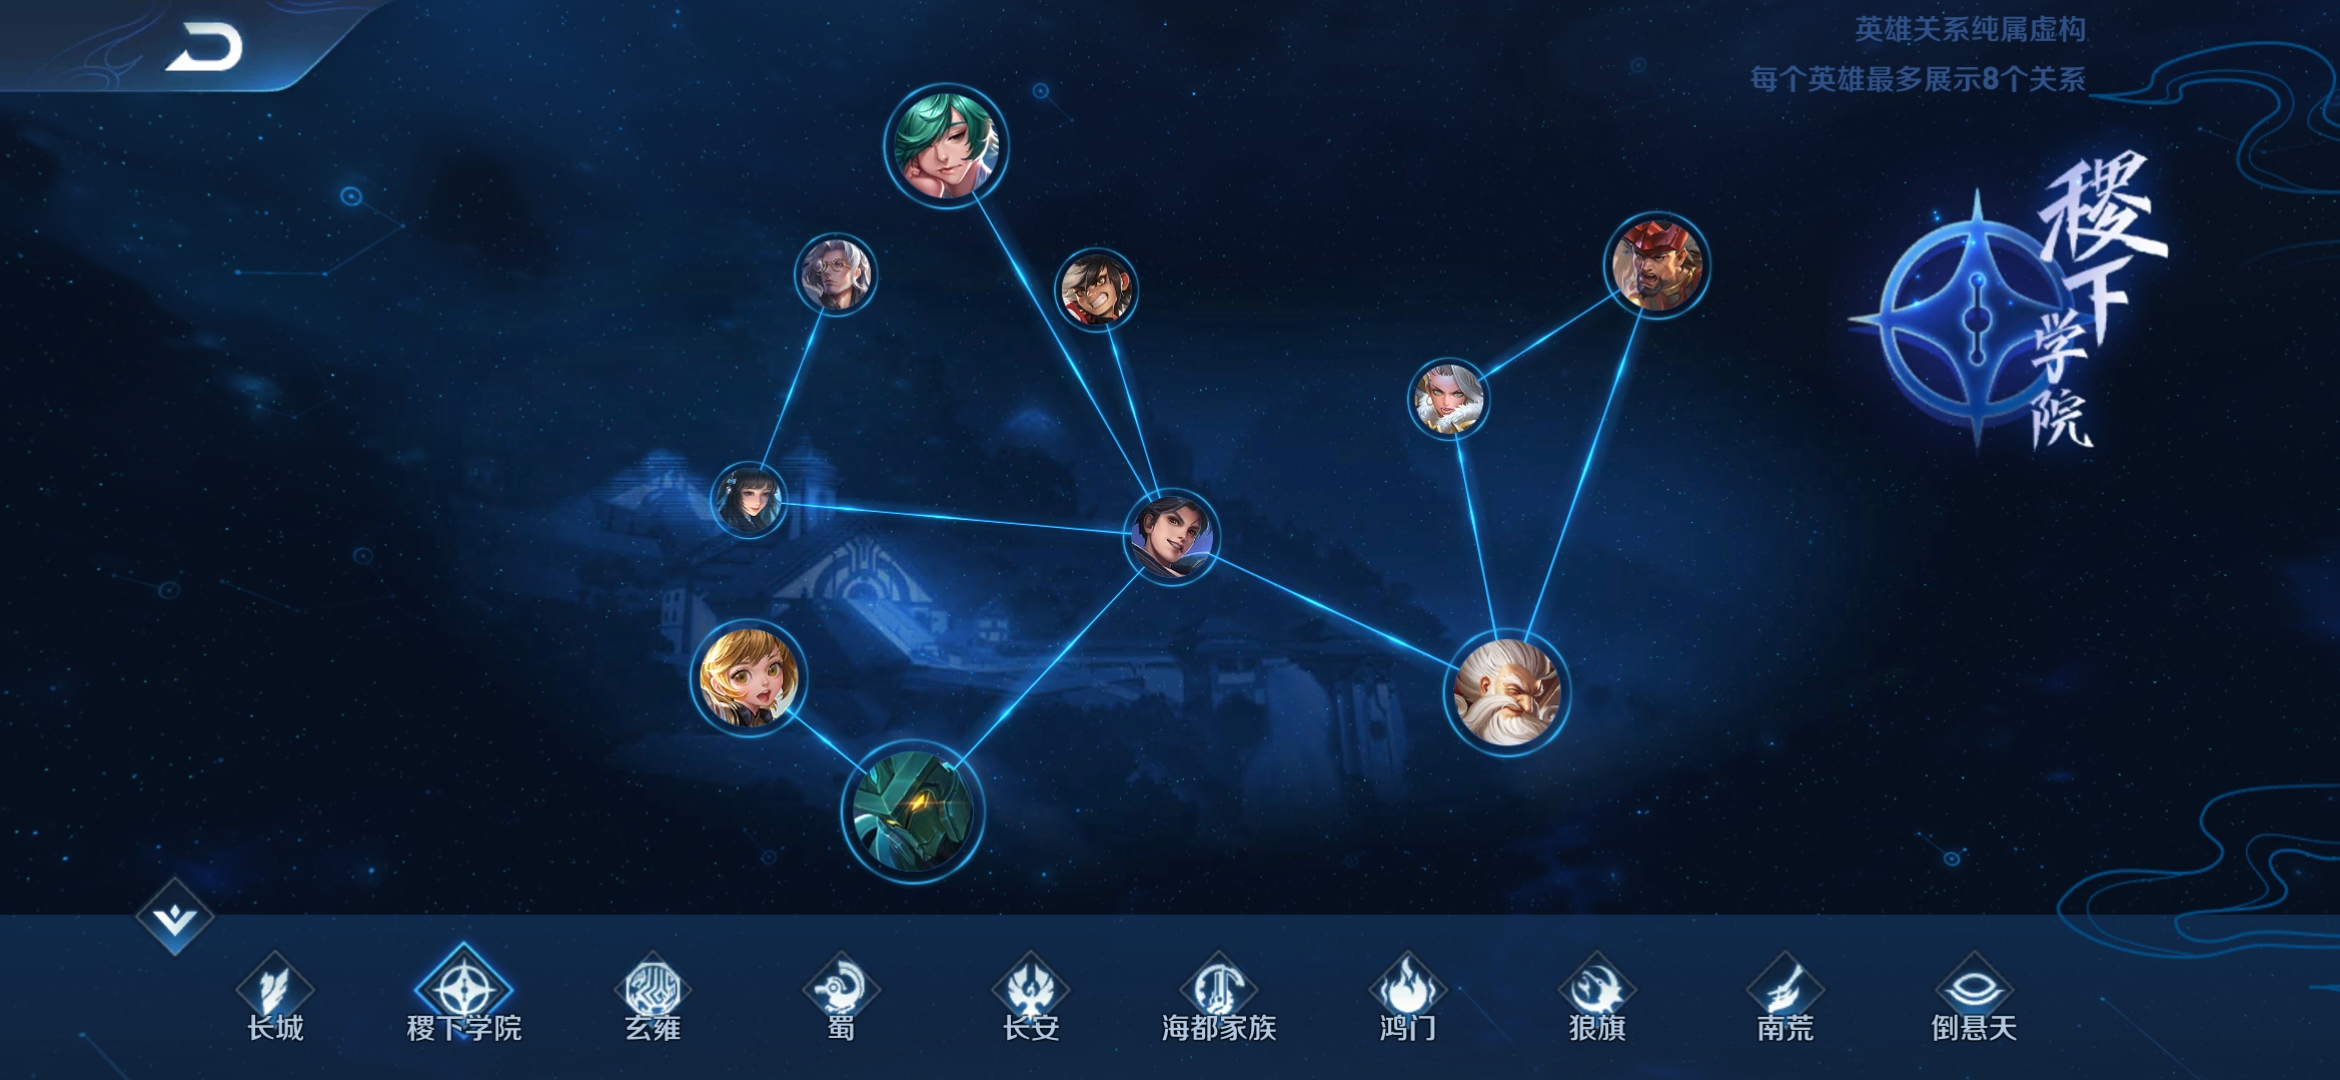 英雄关系纯属虚构
每个英雄最多展示8个关系
稷下学院
长城
稷下学院
玄雍
蜀
长安
海都家族
鸿门
狼旗
南荒
倒悬天